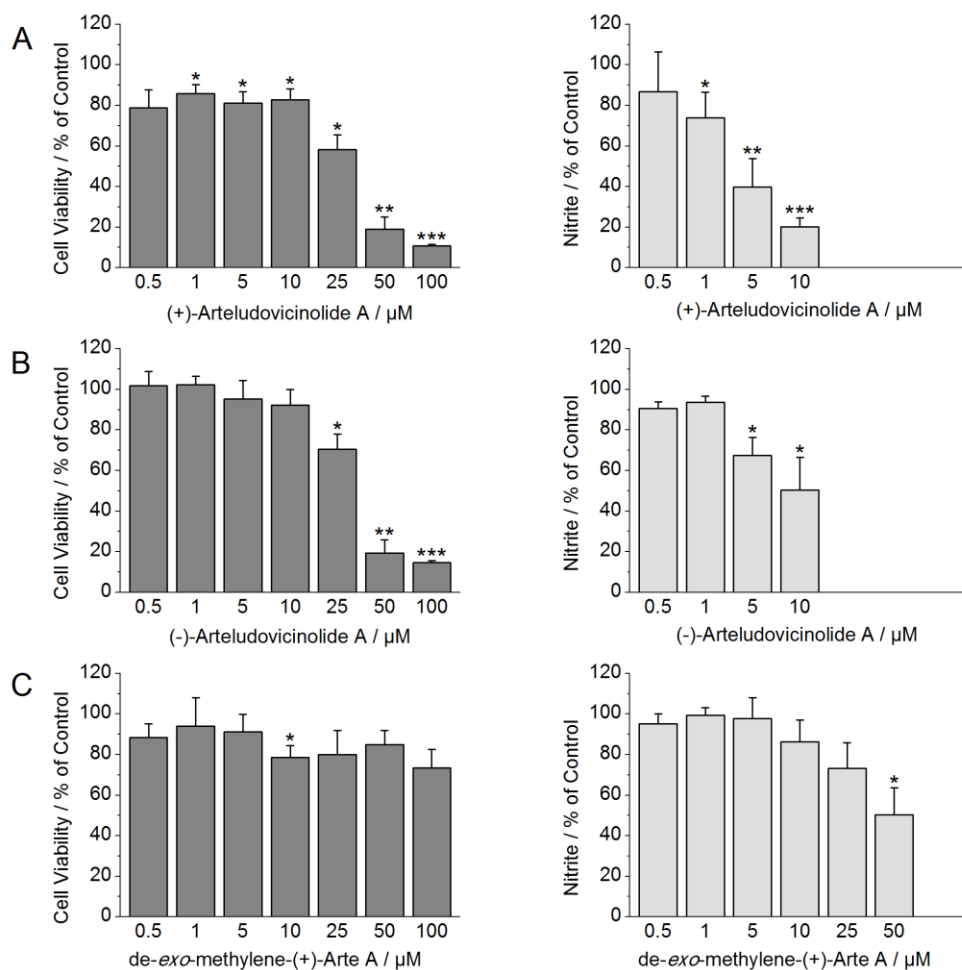 A
Cell Viability / % of Control
120
100
80
60
40
20
0
* * * * ** ***
0.5 1 5 10 25 50 100
(+)-Arteludovicinolide A / µM
Nitrite / % of Control
120
100
80
60
40
20
0
* ** ***
0.5 1 5 10
(+)-Arteludovicinolide A / µM
B
Cell Viability / % of Control
120
100
80
60
40
20
0
* ** ***
0.5 1 5 10 25 50 100
(-)-Arteludovicinolide A / µM
Nitrite / % of Control
120
100
80
60
40
20
0
* *
0.5 1 5 10
(-)-Arteludovicinolide A / µM
C
Cell Viability / % of Control
120
100
80
60
40
20
0
*
0.5 1 5 10 25 50 100
de-exo-methylene-(+)-Arte A / µM
Nitrite / % of Control
120
100
80
60
40
20
0
*
0.5 1 5 10 25 50
de-exo-methylene-(+)-Arte A / µM